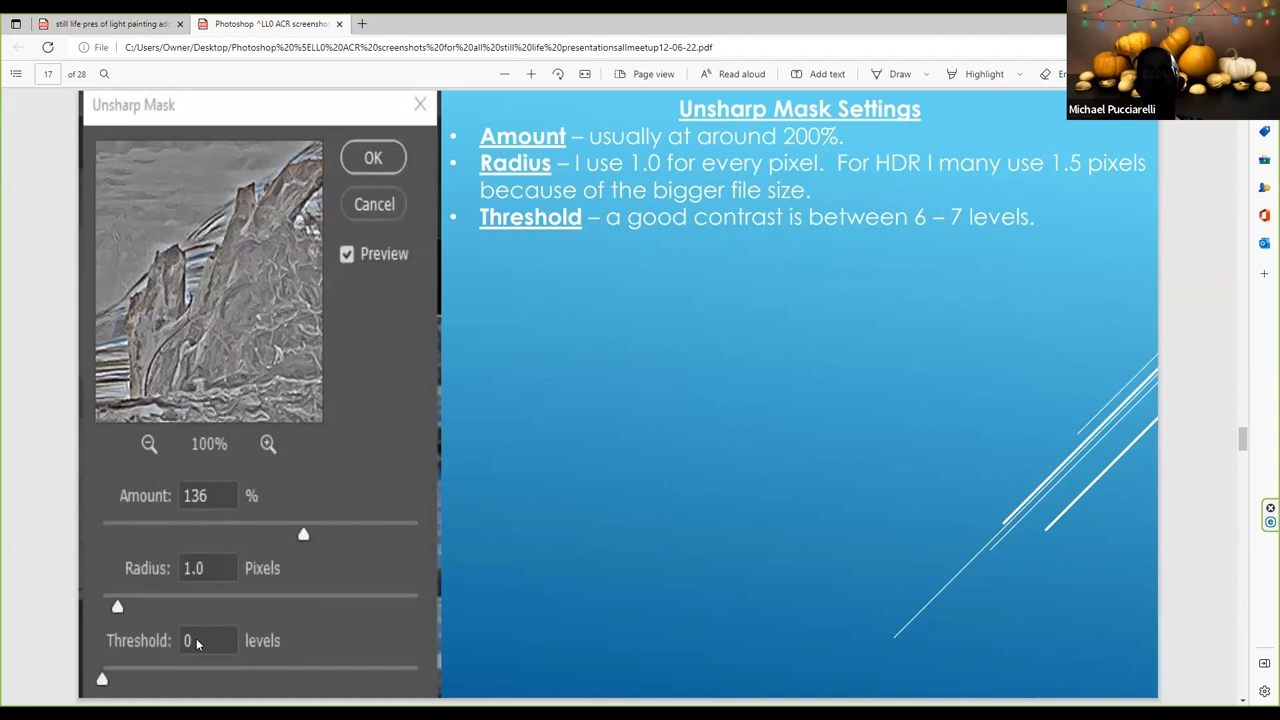 still life pres of light painting ad
Photoshop ^LL0 ACR screenshots
File
C:/Users/Owner/Desktop/Photoshop%20%5ELL0%20ACR%20screenshots%20for%20all%20still%20life%20presentationsallmeetup12-06-22.pdf
17 of 28
Page view
Read aloud
Add text
Draw
Highlight
Michael Pucciarelli
Unsharp Mask
OK
Cancel
Preview
100%
Amount: 136 %
Radius: 1.0 Pixels
Threshold: 0 levels
Unsharp Mask Settings
• Amount – usually at around 200%.
• Radius – I use 1.0 for every pixel. For HDR I many use 1.5 pixels
because of the bigger file size.
• Threshold – a good contrast is between 6 – 7 levels.